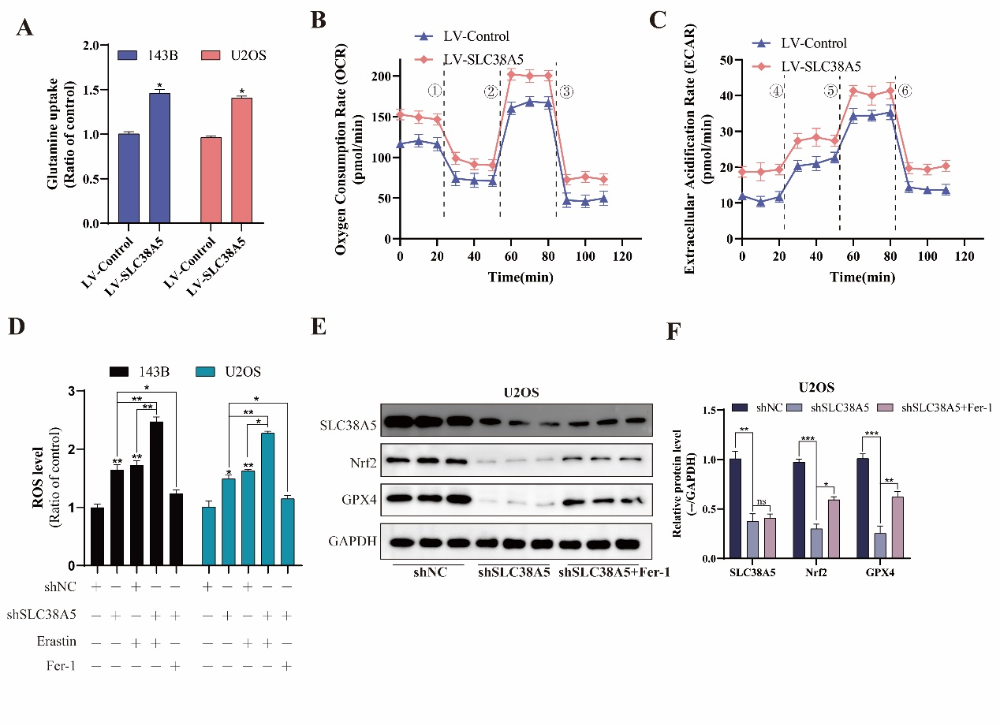 A
2.0
1.5
1.0
0.5
0.0
Glutamine uptake
(Ratio of control)
143B
U2OS
*
*
LV-Control
LV-SLC38A5
LV-Control
LV-SLC38A5
B
LV-Control
LV-SLC38A5
Oxygen Consumption Rate (OCR)
(pmol/min)
200
150
100
50
0
① ② ③
0 20 40 60 80 100 120
Time(min)
C
LV-Control
LV-SLC38A5
Extracellular Acidification Rate (ECAR)
(pmol/min)
50
40
30
20
10
0
④ ⑤ ⑥
0 20 40 60 80 100 120
Time(min)
D
143B
U2OS
ROS level
(Ratio of control)
3
2
1
0
*
**
**
** **
*
**
*
* **
shNC + − + − − + − + − −
shSLC38A5 − + − + + − + − + +
Erastin − − + + − − − + + −
Fer-1 − − − − + − − − − +
E
U2OS
SLC38A5
Nrf2
GPX4
GAPDH
shNC shSLC38A5 shSLC38A5+Fer-1
F
U2OS
shNC shSLC38A5 shSLC38A5+Fer-1
Relative protein level
(--/GAPDH)
1.5
1.0
0.5
0.0
** ns
*** *
*** **
SLC38A5 Nrf2 GPX4